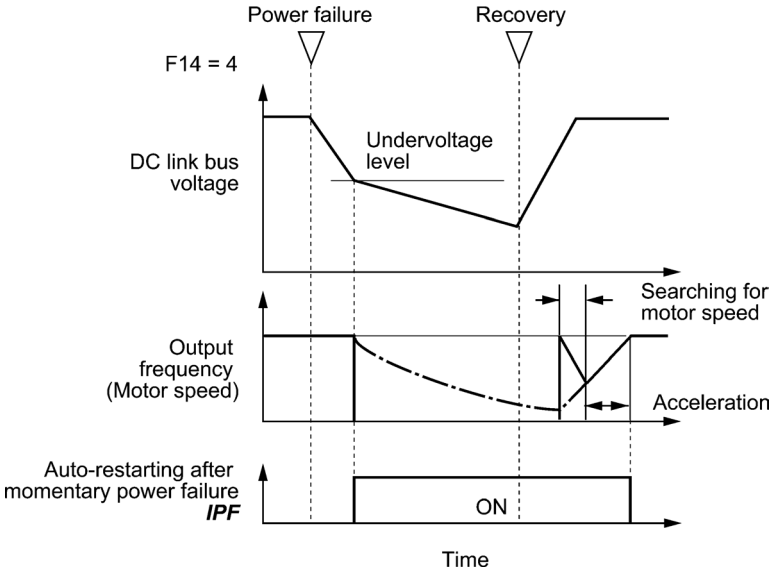 Power failure
Recovery
F14 = 4
Undervoltage
level
DC link bus
voltage
Searching for
motor speed
Output
frequency
(Motor speed)
Acceleration
Auto-restarting after
momentary power failure
IPF
ON
Time